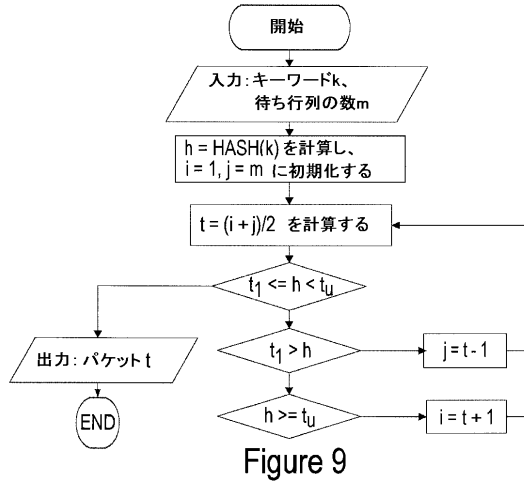 開始
入力：キーワードk、
待ち行列の数m
h = HASH(k) を計算し、
i = 1, j = m に初期化する
t = (i + j)/2 を計算する
t1 <= h < tu
出力：パケット t
t1 > h
j = t - 1
END
h >= tu
i = t + 1
Figure 9